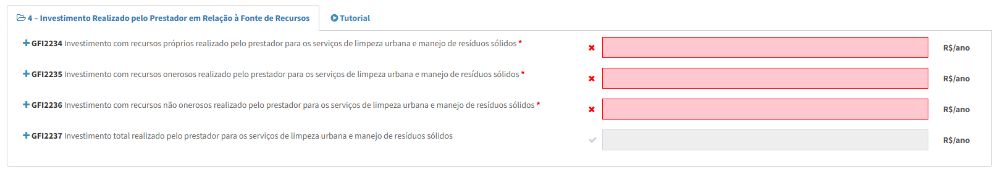 4 – Investimento Realizado pelo Prestador em Relação à Fonte de Recursos Tutorial
GFI2234 Investimento com recursos próprios realizado pelo prestador para os serviços de limpeza urbana e manejo de resíduos sólidos * R$/ano
GFI2235 Investimento com recursos onerosos realizado pelo prestador para os serviços de limpeza urbana e manejo de resíduos sólidos * R$/ano
GFI2236 Investimento com recursos não onerosos realizado pelo prestador para os serviços de limpeza urbana e manejo de resíduos sólidos * R$/ano
GFI2237 Investimento total realizado pelo prestador para os serviços de limpeza urbana e manejo de resíduos sólidos R$/ano